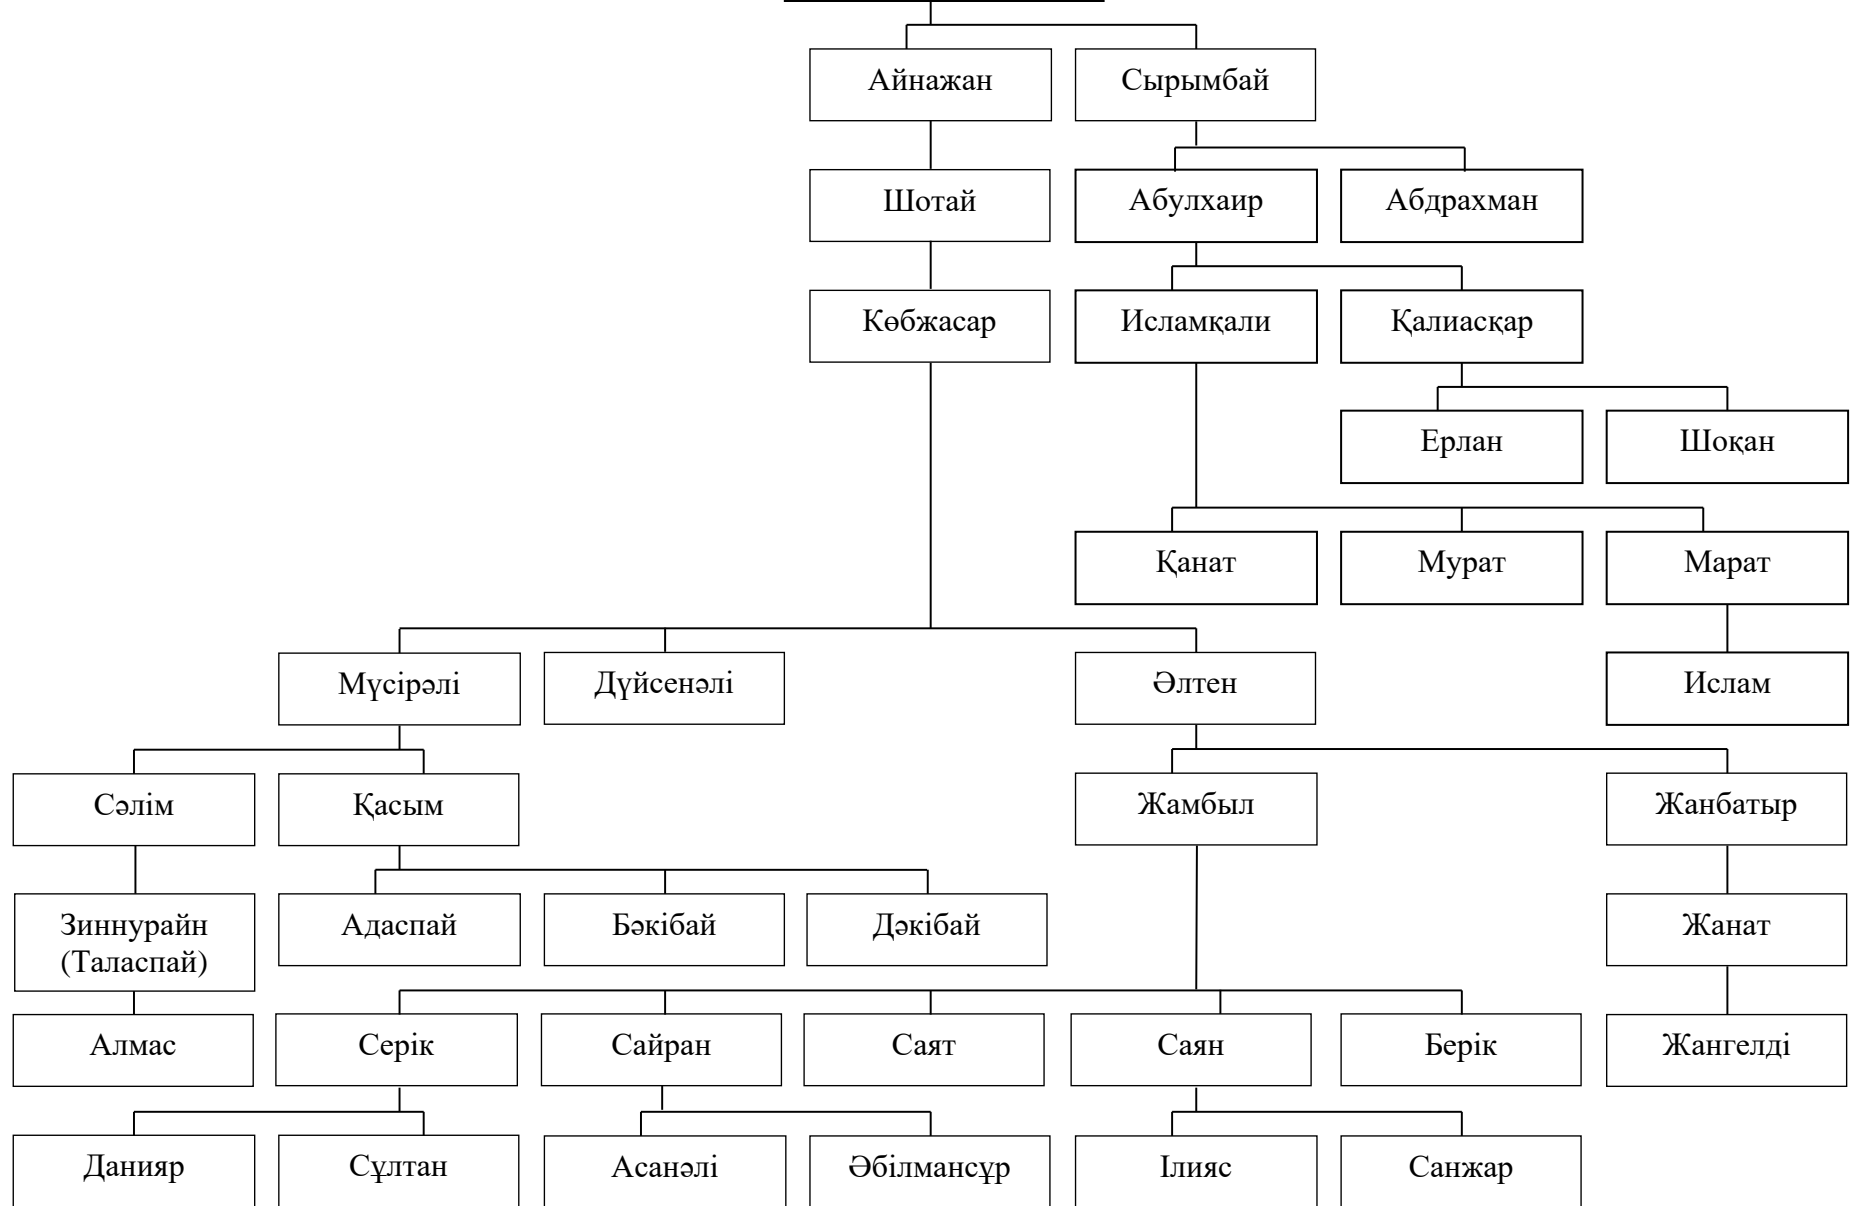 Айнажан
Сырымбай
Шотай
Абулхаир
Абдрахман
Көбжасар
Исламқали
Қалиасқар
Ерлан
Шоқан
Қанат
Мурат
Марат
Мүсірәлі
Дүйсенәлі
Әлтен
Ислам
Сәлім
Қасым
Жамбыл
Жанбатыр
Зиннурайн
(Таласпай)
Адаспай
Бәкібай
Дәкібай
Жанат
Алмас
Серік
Сайран
Саят
Саян
Берік
Жангелді
Данияр
Сұлтан
Асанәлі
Әбілмансұр
Ілияс
Санжар